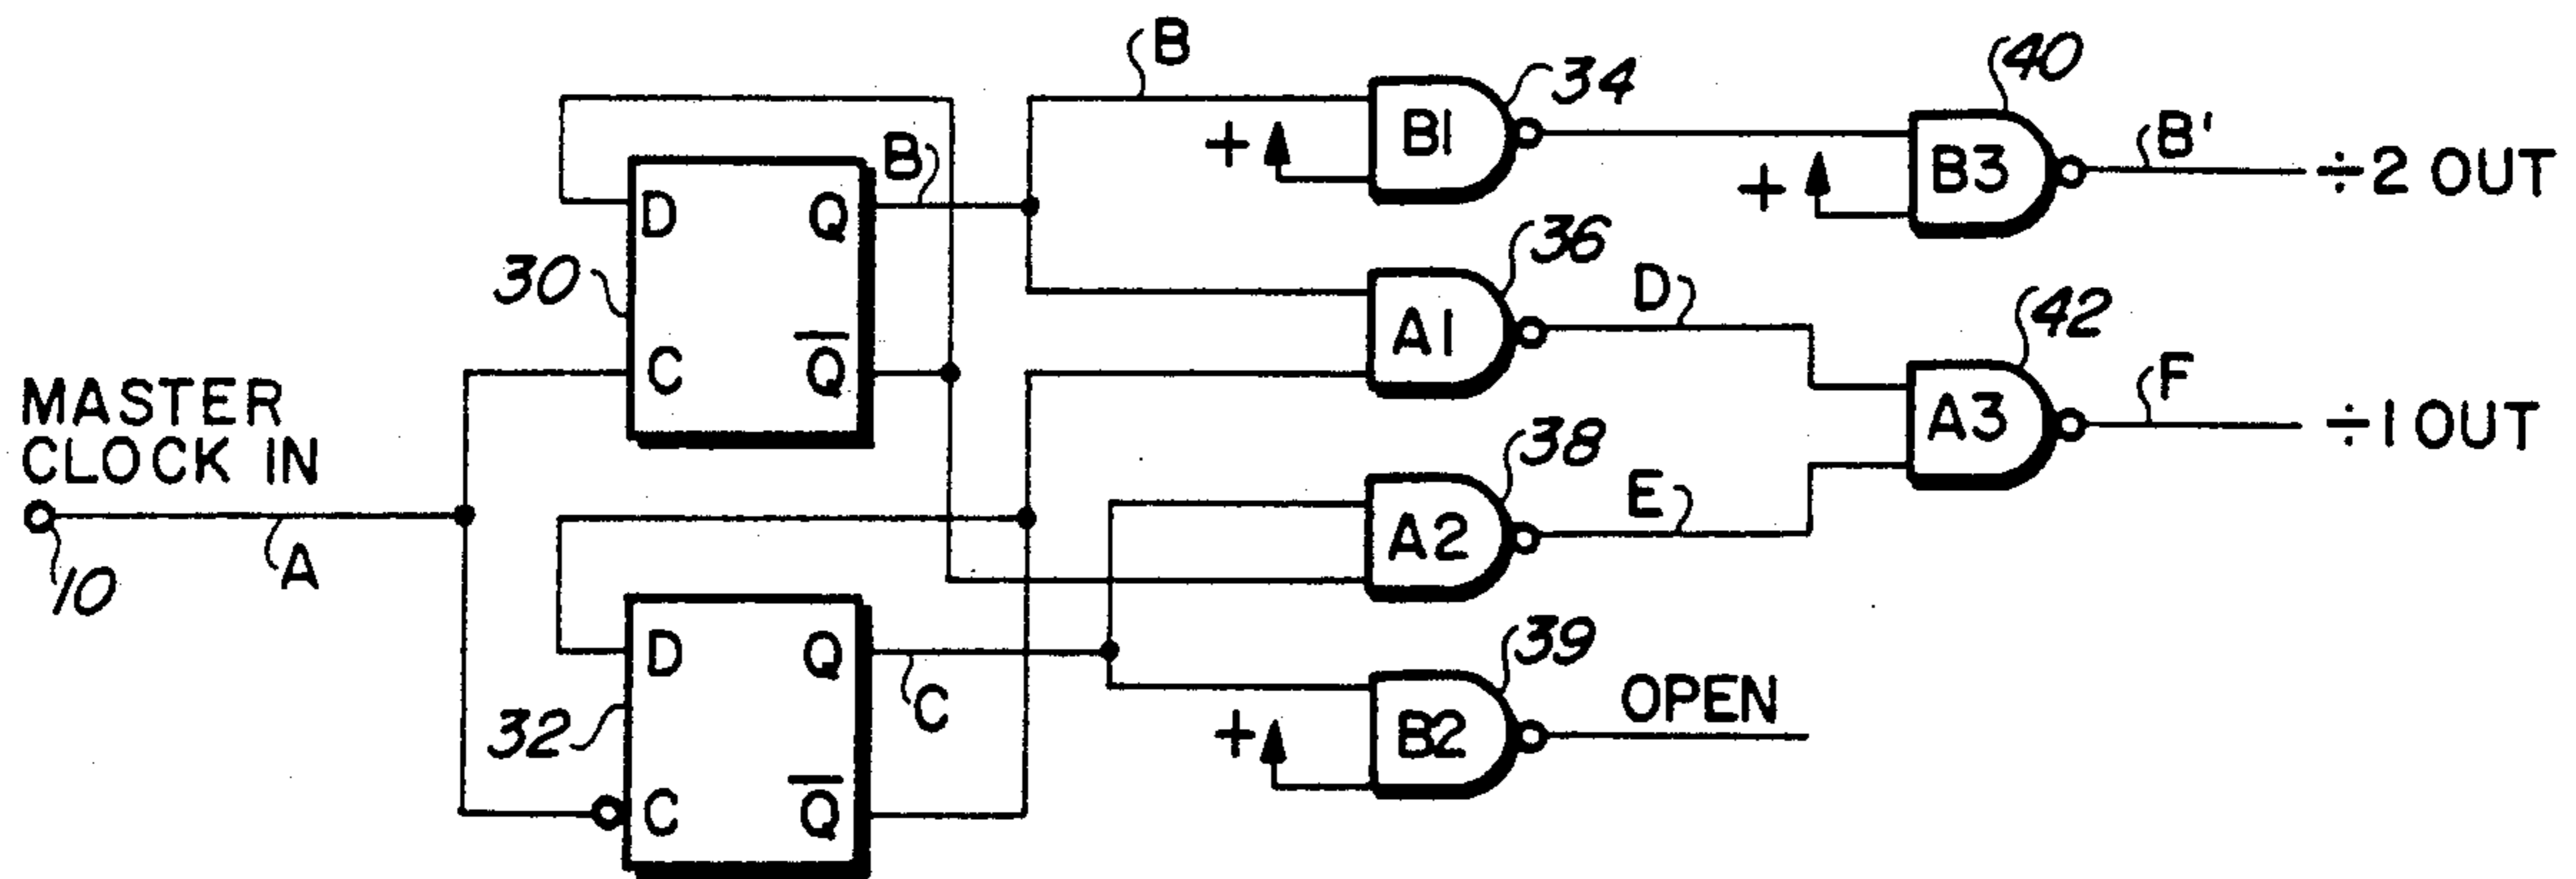 B
34
40
+
B1
B'
÷2 OUT
B
+
B3
D
Q
36
30
A1
D
42
C
Q̅
F
MASTER
CLOCK IN
A3
÷1 OUT
38
E
A
A2
10
D
Q
39
C
OPEN
32
+
B2
C
Q̅